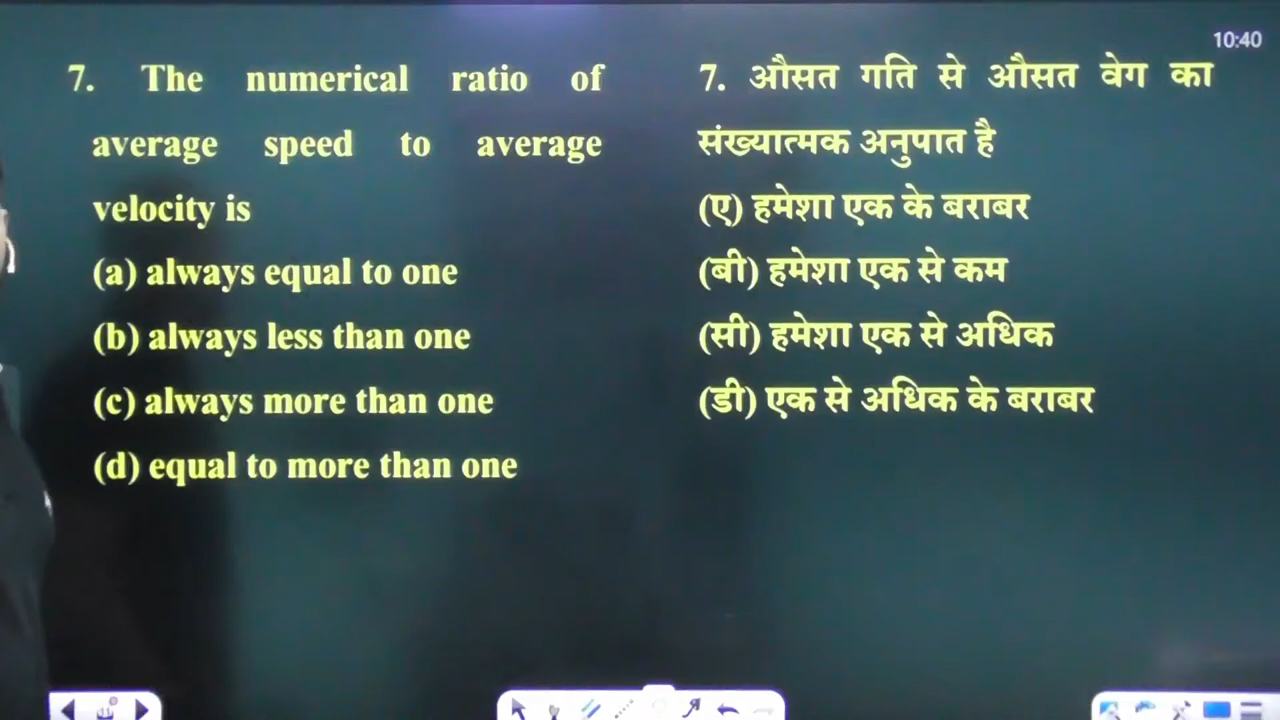 10:40
7. The numerical ratio of
average speed to average
velocity is
(a) always equal to one
(b) always less than one
(c) always more than one
(d) equal to more than one
7. औसत गति से औसत वेग का
संख्यात्मक अनुपात है
(ए) हमेशा एक के बराबर
(बी) हमेशा एक से कम
(सी) हमेशा एक से अधिक
(डी) एक से अधिक के बराबर